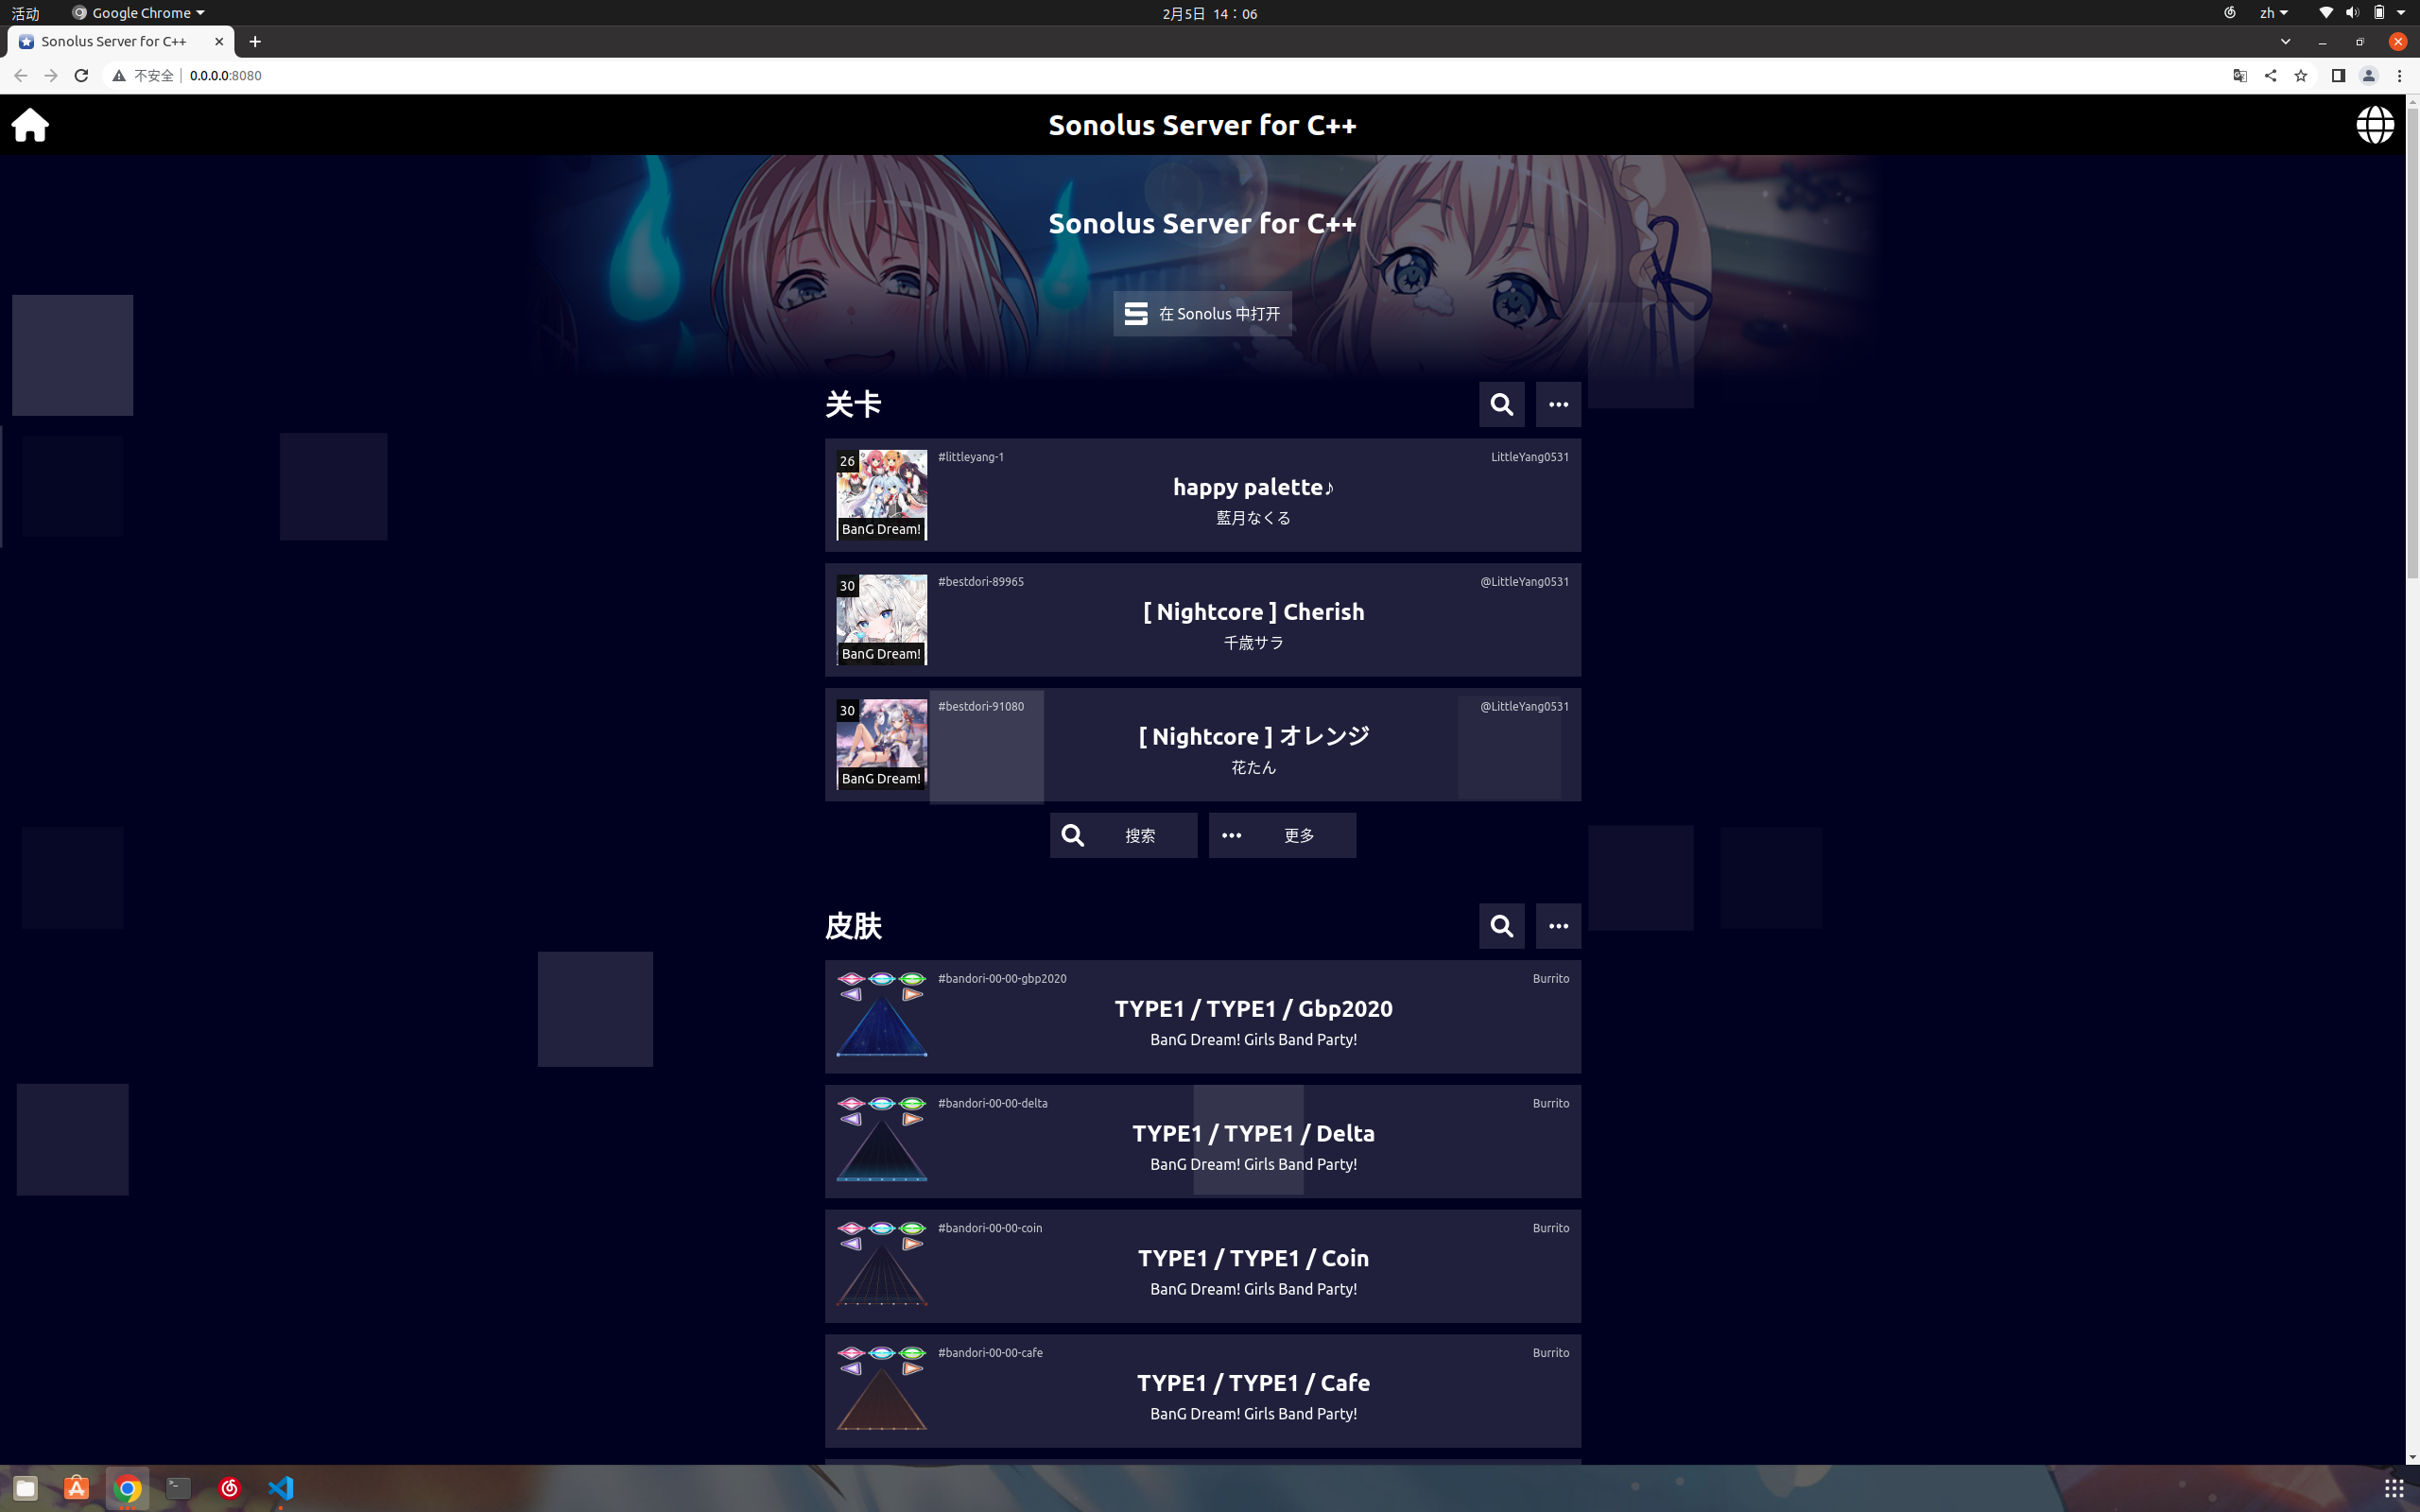 活动
Google Chrome
2月5日 14：06
zh
Sonolus Server for C++
不安全
0.0.0.0:8080
Sonolus Server for C++
Sonolus Server for C++
在 Sonolus 中打开
关卡
26
BanG Dream!
#littleyang-1
LittleYang0531
happy palette♪
藍月なくる
30
BanG Dream!
#bestdori-89965
@LittleYang0531
[ Nightcore ] Cherish
千歳サラ
30
BanG Dream!
#bestdori-91080
@LittleYang0531
[ Nightcore ] オレンジ
花たん
搜索
更多
皮肤
#bandori-00-00-gbp2020
Burrito
TYPE1 / TYPE1 / Gbp2020
BanG Dream! Girls Band Party!
#bandori-00-00-delta
Burrito
TYPE1 / TYPE1 / Delta
BanG Dream! Girls Band Party!
#bandori-00-00-coin
Burrito
TYPE1 / TYPE1 / Coin
BanG Dream! Girls Band Party!
#bandori-00-00-cafe
Burrito
TYPE1 / TYPE1 / Cafe
BanG Dream! Girls Band Party!